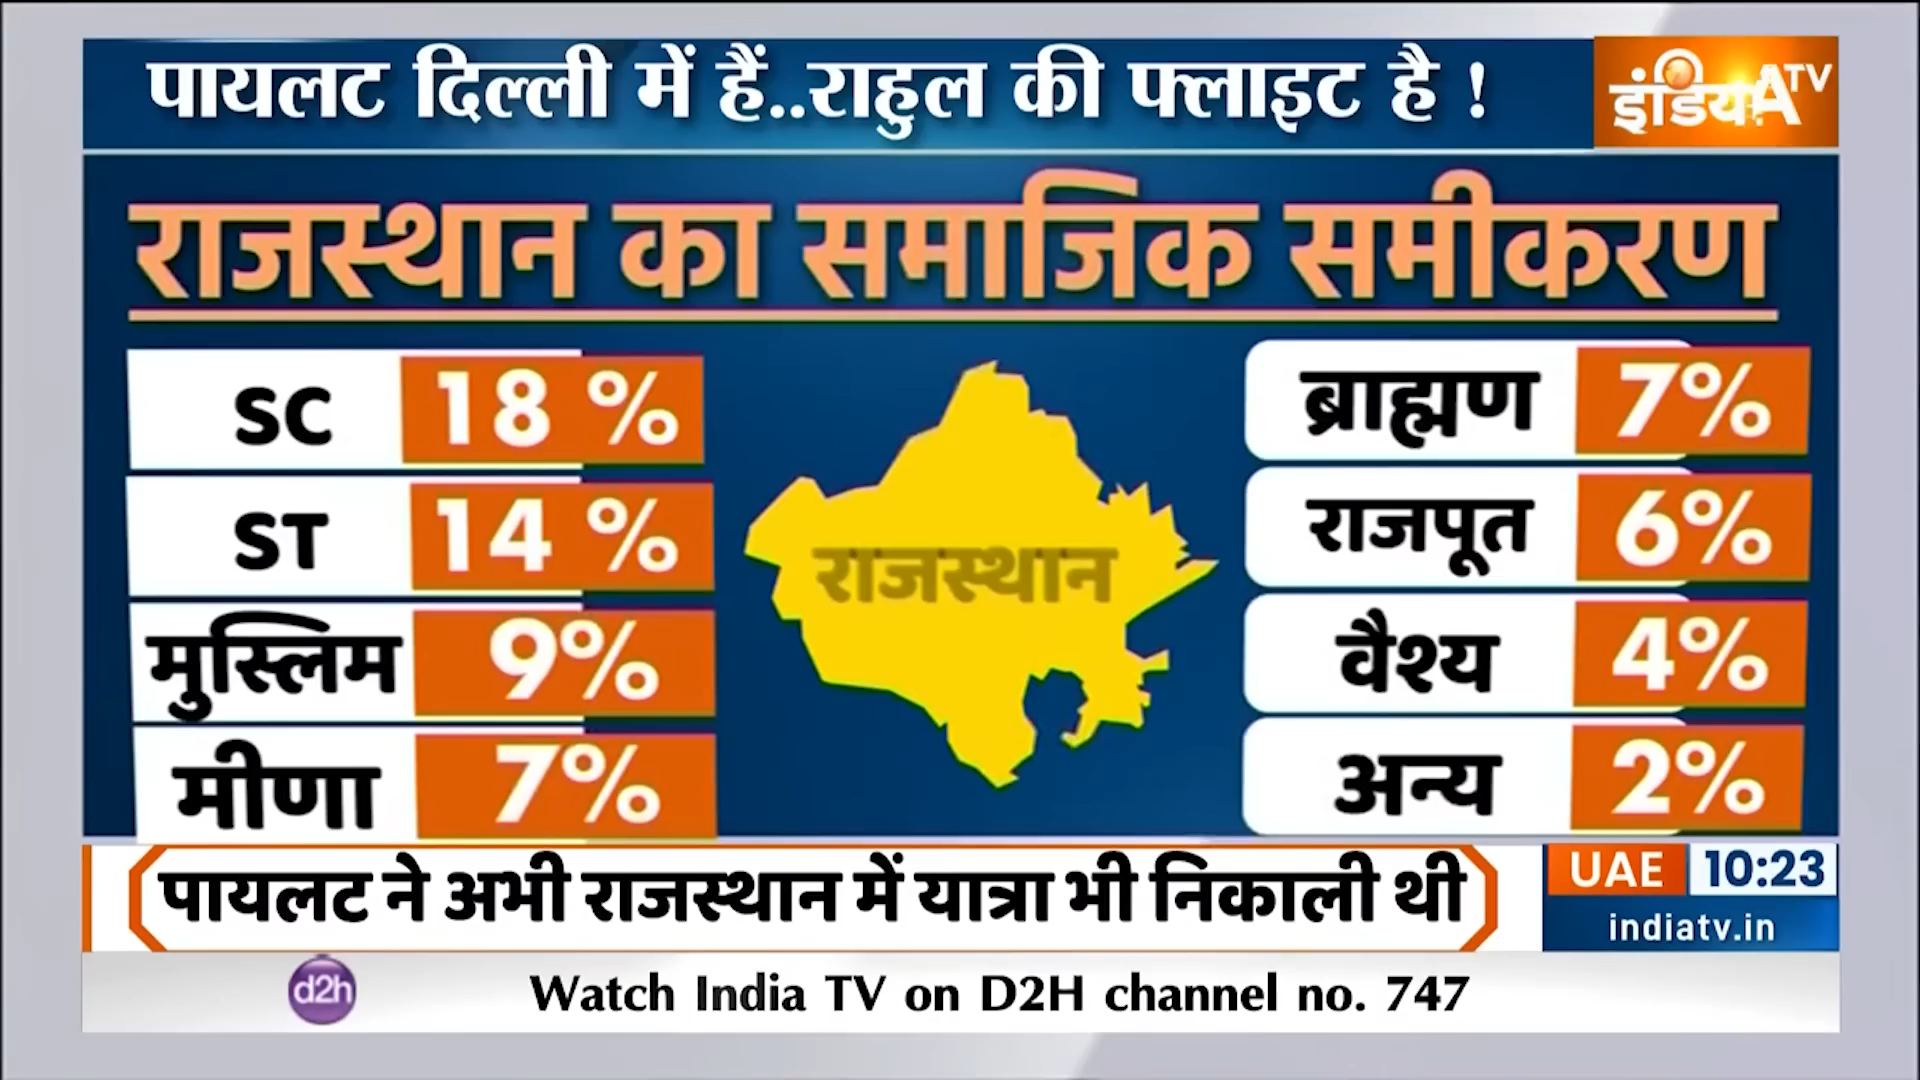 पायलट दिल्ली में हैं..राहुल की फ्लाइट है !
इंडिया TV
राजस्थान का समाजिक समीकरण
SC 18 %
ST 14 %
मुस्लिम 9%
मीणा 7%
राजस्थान
ब्राह्मण 7%
राजपूत 6%
वैश्य 4%
अन्य 2%
पायलट ने अभी राजस्थान में यात्रा भी निकाली थी
UAE 10:23
indiatv.in
d2h Watch India TV on D2H channel no. 747